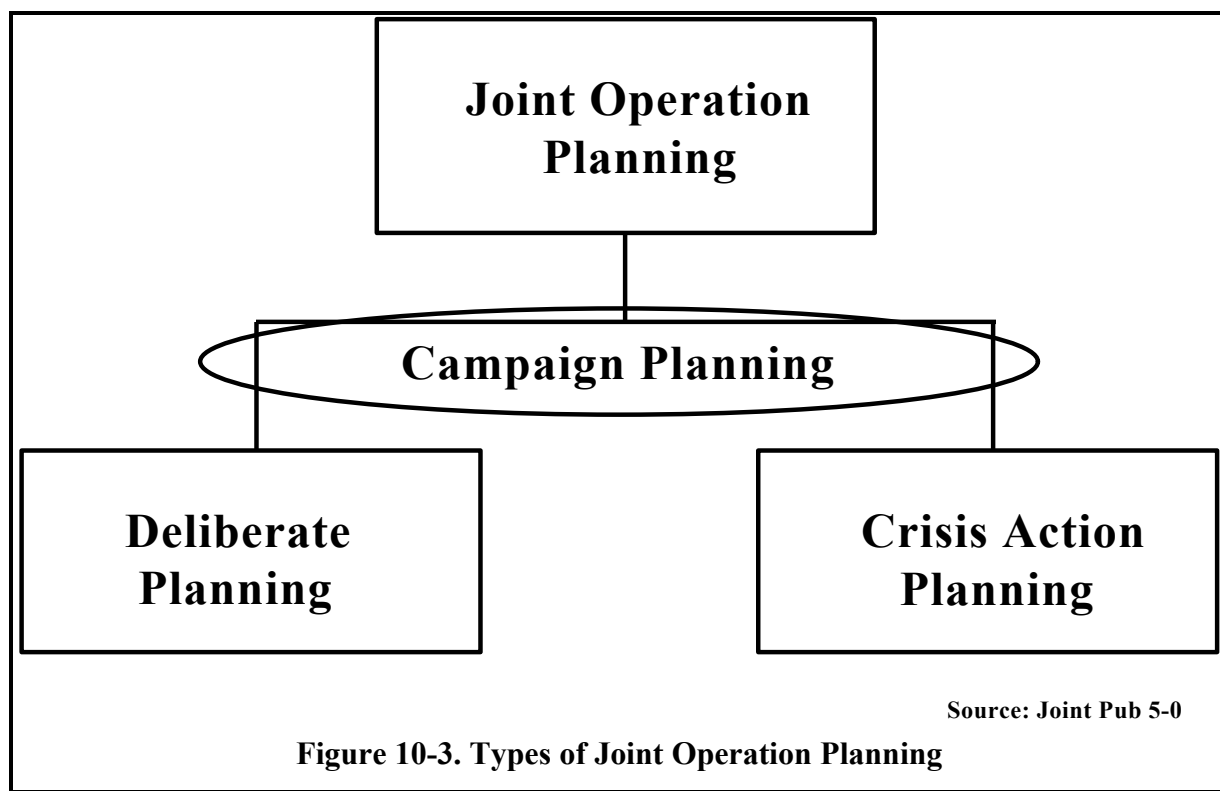 Joint Operation
Planning
Campaign Planning
Deliberate
Planning
Crisis Action
Planning
Source: Joint Pub 5-0
Figure 10-3. Types of Joint Operation Planning